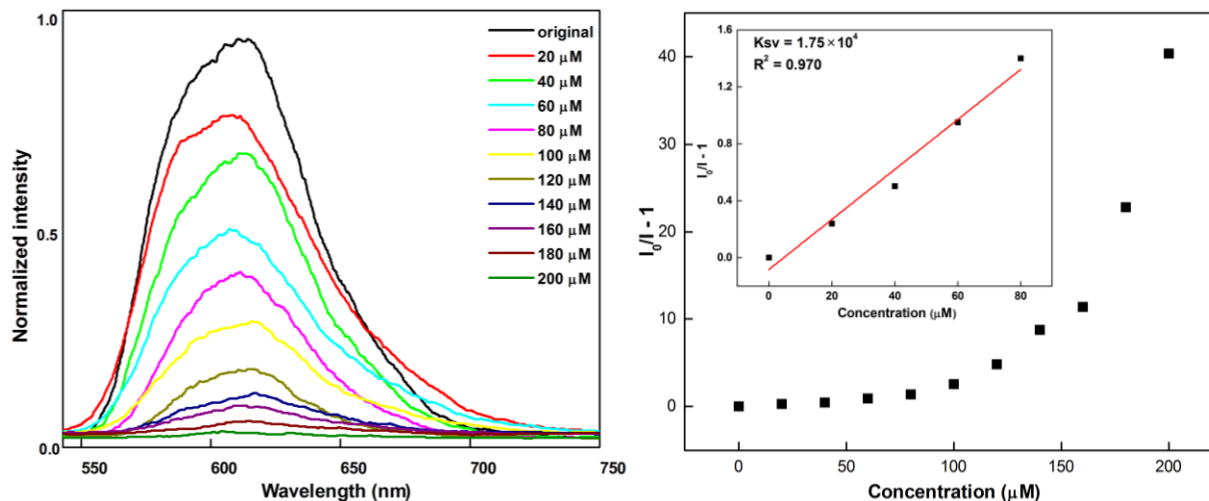 1.0
0.5
0.0
Normalized intensity
original
20 μM
40 μM
60 μM
80 μM
100 μM
120 μM
140 μM
160 μM
180 μM
200 μM
550 600 650 700 750
Wavelength (nm)
40
30
20
10
0
I₀/I - 1
0 50 100 150 200
Concentration (μM)
Ksv = 1.75×10⁴
R² = 0.970
1.6
1.2
0.8
0.4
0.0
I₀/I - 1
0 20 40 60 80
Concentration (μM)